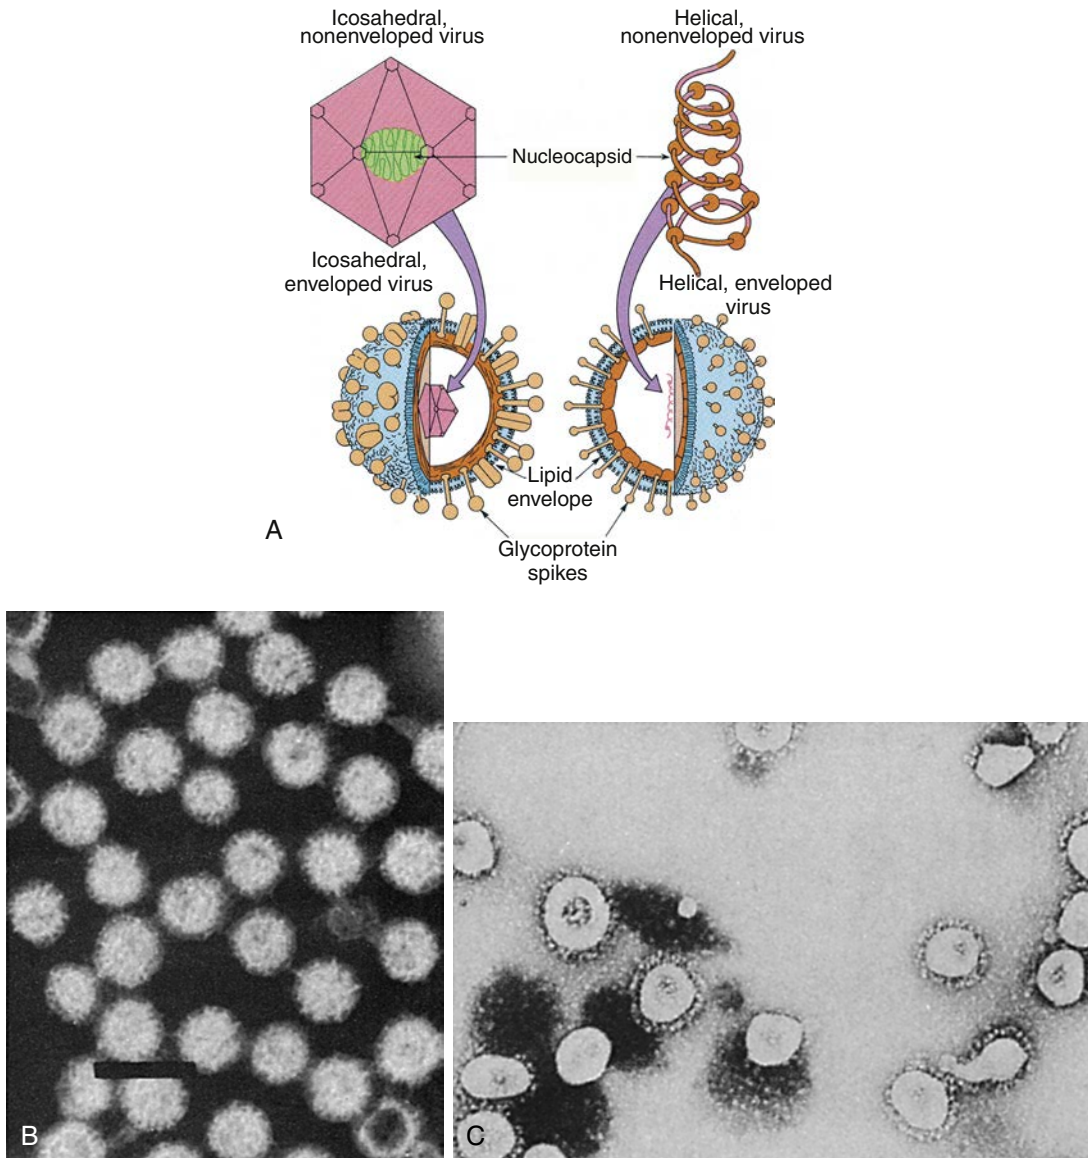 Icosahedral,
nonenveloped virus
Helical,
nonenveloped virus
Nucleocapsid
Icosahedral,
enveloped virus
Helical, enveloped
virus
Lipid
envelope
Glycoprotein
spikes
A
B
C